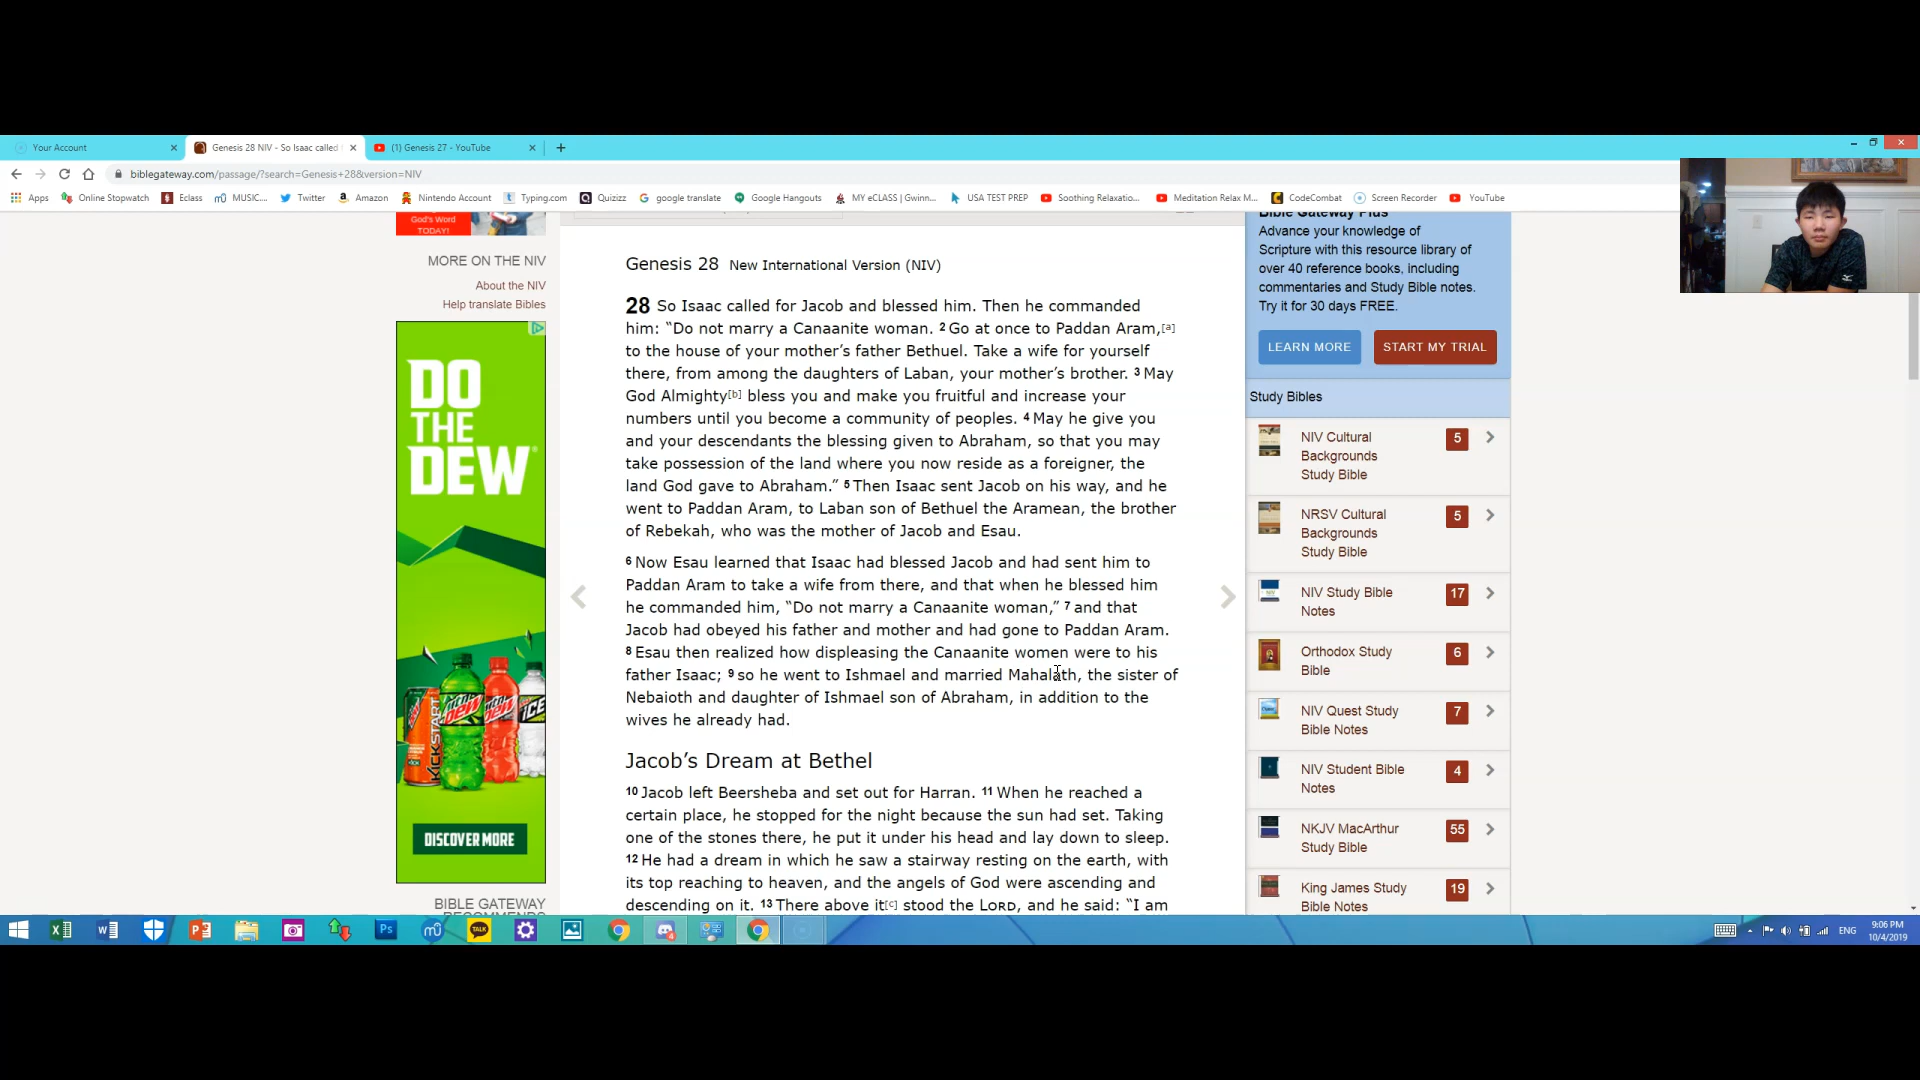 Your Account
Genesis 28 NIV - So Isaac called
(1) Genesis 27 - YouTube
biblegateway.com/passage/?search=Genesis+28&version=NIV
Apps
Online Stopwatch
Eclass
MUSIC....
Twitter
Amazon
Nintendo Account
Typing.com
Quizizz
google translate
Google Hangouts
MY eCLASS | Gwinn...
USA TEST PREP
Soothing Relaxatio...
Meditation Relax M...
CodeCombat
Screen Recorder
YouTube
God's Word
TODAY!
MORE ON THE NIV
About the NIV
Help translate Bibles
DO
THE
DEW
KICKSTART
DEW
DEW
ICE
DISCOVER MORE
BIBLE GATEWAY
RECOMMENDS
Genesis 28 New International Version (NIV)
28 So Isaac called for Jacob and blessed him. Then he commanded
him: “Do not marry a Canaanite woman. 2 Go at once to Paddan Aram,[a]
to the house of your mother’s father Bethuel. Take a wife for yourself
there, from among the daughters of Laban, your mother’s brother. 3 May
God Almighty[b] bless you and make you fruitful and increase your
numbers until you become a community of peoples. 4 May he give you
and your descendants the blessing given to Abraham, so that you may
take possession of the land where you now reside as a foreigner, the
land God gave to Abraham.” 5 Then Isaac sent Jacob on his way, and he
went to Paddan Aram, to Laban son of Bethuel the Aramean, the brother
of Rebekah, who was the mother of Jacob and Esau.
6 Now Esau learned that Isaac had blessed Jacob and had sent him to
Paddan Aram to take a wife from there, and that when he blessed him
he commanded him, “Do not marry a Canaanite woman,” 7 and that
Jacob had obeyed his father and mother and had gone to Paddan Aram.
8 Esau then realized how displeasing the Canaanite women were to his
father Isaac; 9 so he went to Ishmael and married Mahalath, the sister of
Nebaioth and daughter of Ishmael son of Abraham, in addition to the
wives he already had.
Jacob’s Dream at Bethel
10 Jacob left Beersheba and set out for Harran. 11 When he reached a
certain place, he stopped for the night because the sun had set. Taking
one of the stones there, he put it under his head and lay down to sleep.
12 He had a dream in which he saw a stairway resting on the earth, with
its top reaching to heaven, and the angels of God were ascending and
descending on it. 13 There above it[c] stood the LORD, and he said: “I am
Bible Gateway Plus
Advance your knowledge of
Scripture with this resource library of
over 40 reference books, including
commentaries and Study Bible notes.
Try it for 30 days FREE.
LEARN MORE
START MY TRIAL
Study Bibles
NIV Cultural
Backgrounds
Study Bible
5
NRSV Cultural
Backgrounds
Study Bible
5
NIV Study Bible
Notes
17
Orthodox Study
Bible
6
NIV Quest Study
Bible Notes
7
NIV Student Bible
Notes
4
NKJV MacArthur
Study Bible
55
King James Study
Bible Notes
19
TALK
Ps
ENG
9:06 PM
10/4/2019